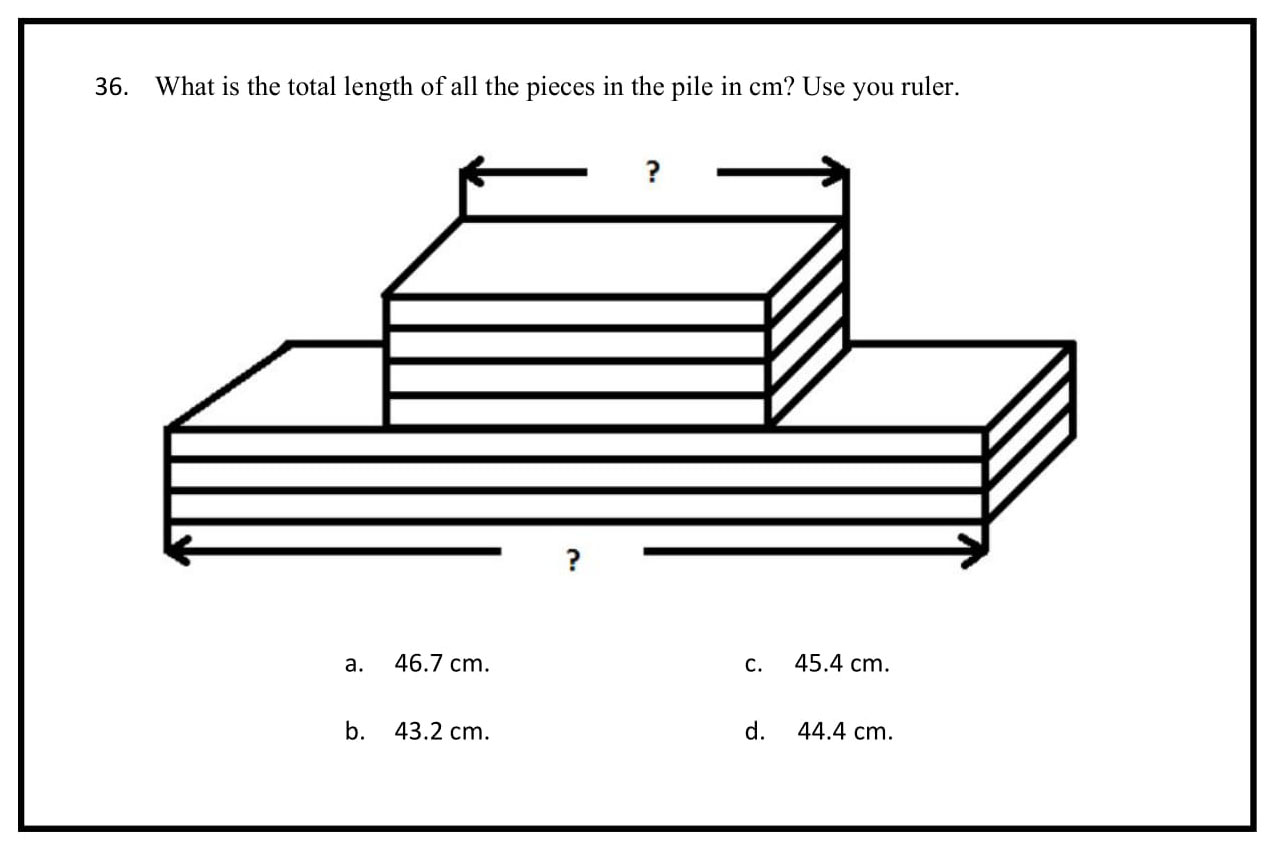 36. What is the total length of all the pieces in the pile in cm? Use you ruler.
?
?
a. 46.7 cm. c. 45.4 cm.
b. 43.2 cm. d. 44.4 cm.